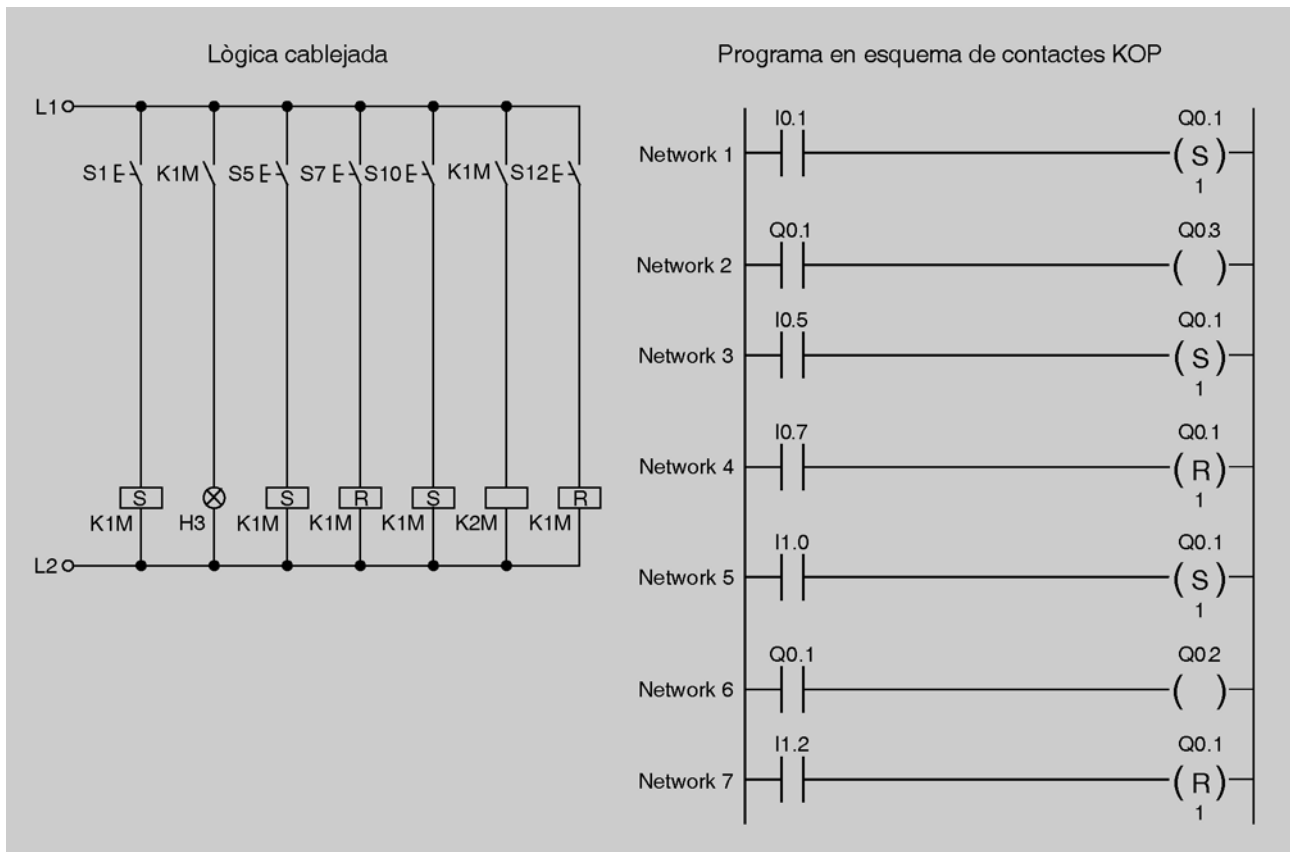 Lògica cablejada
L1
S1 K1M S5 S7 S10 K1M S12
S S R S R
K1M H3 K1M K1M K1M K2M K1M
L2
Programa en esquema de contactes KOP
I0.1 Q0.1
Network 1 S
1
Q0.1 Q0.3
Network 2
I0.5 Q0.1
Network 3 S
1
I0.7 Q0.1
Network 4 R
1
I1.0 Q0.1
Network 5 S
1
Q0.1 Q0.2
Network 6
I1.2 Q0.1
Network 7 R
1